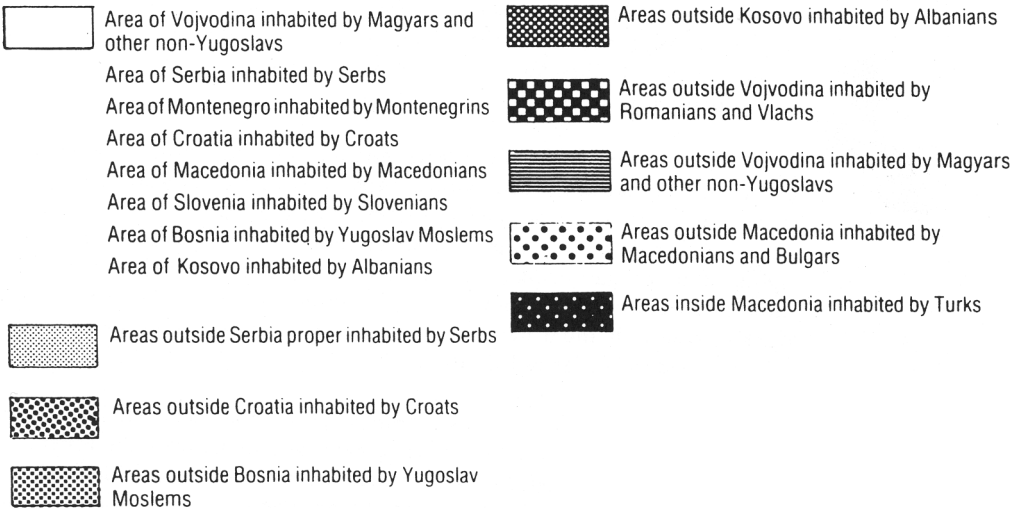 Area of Vojvodina inhabited by Magyars and
other non-Yugoslavs
Area of Serbia inhabited by Serbs
Area of Montenegro inhabited by Montenegrins
Area of Croatia inhabited by Croats
Area of Macedonia inhabited by Macedonians
Area of Slovenia inhabited by Slovenians
Area of Bosnia inhabited by Yugoslav Moslems
Area of Kosovo inhabited by Albanians
Areas outside Serbia proper inhabited by Serbs
Areas outside Croatia inhabited by Croats
Areas outside Bosnia inhabited by Yugoslav
Moslems
Areas outside Kosovo inhabited by Albanians
Areas outside Vojvodina inhabited by
Romanians and Vlachs
Areas outside Vojvodina inhabited by Magyars
and other non-Yugoslavs
Areas outside Macedonia inhabited by
Macedonians and Bulgars
Areas inside Macedonia inhabited by Turks